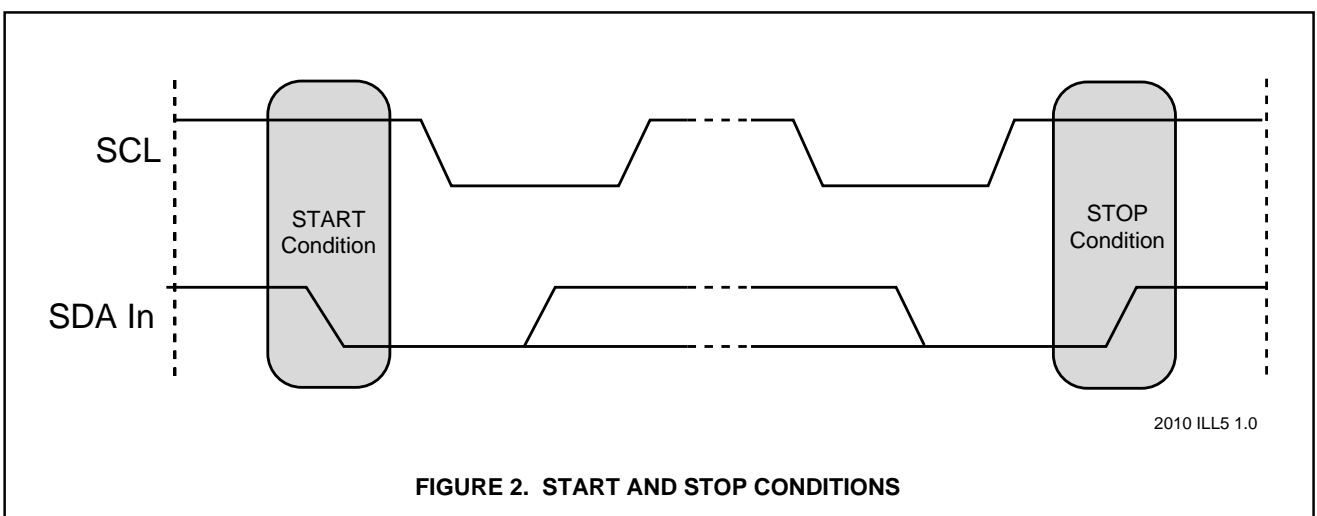 SCL
START
Condition
STOP
Condition
SDA In
2010 ILL5 1.0
FIGURE 2. START AND STOP CONDITIONS